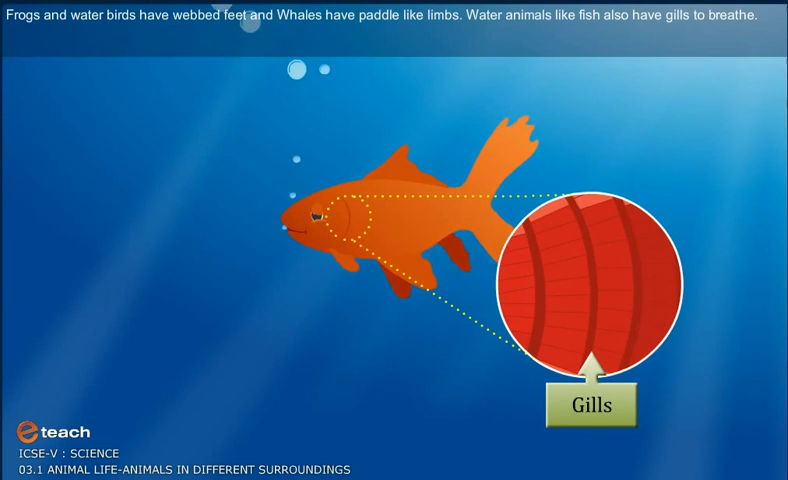 Frogs and water birds have webbed feet and Whales have paddle like limbs. Water animals like fish also have gills to breathe.
Gills
e teach
ICSE-V : SCIENCE
03.1 ANIMAL LIFE-ANIMALS IN DIFFERENT SURROUNDINGS